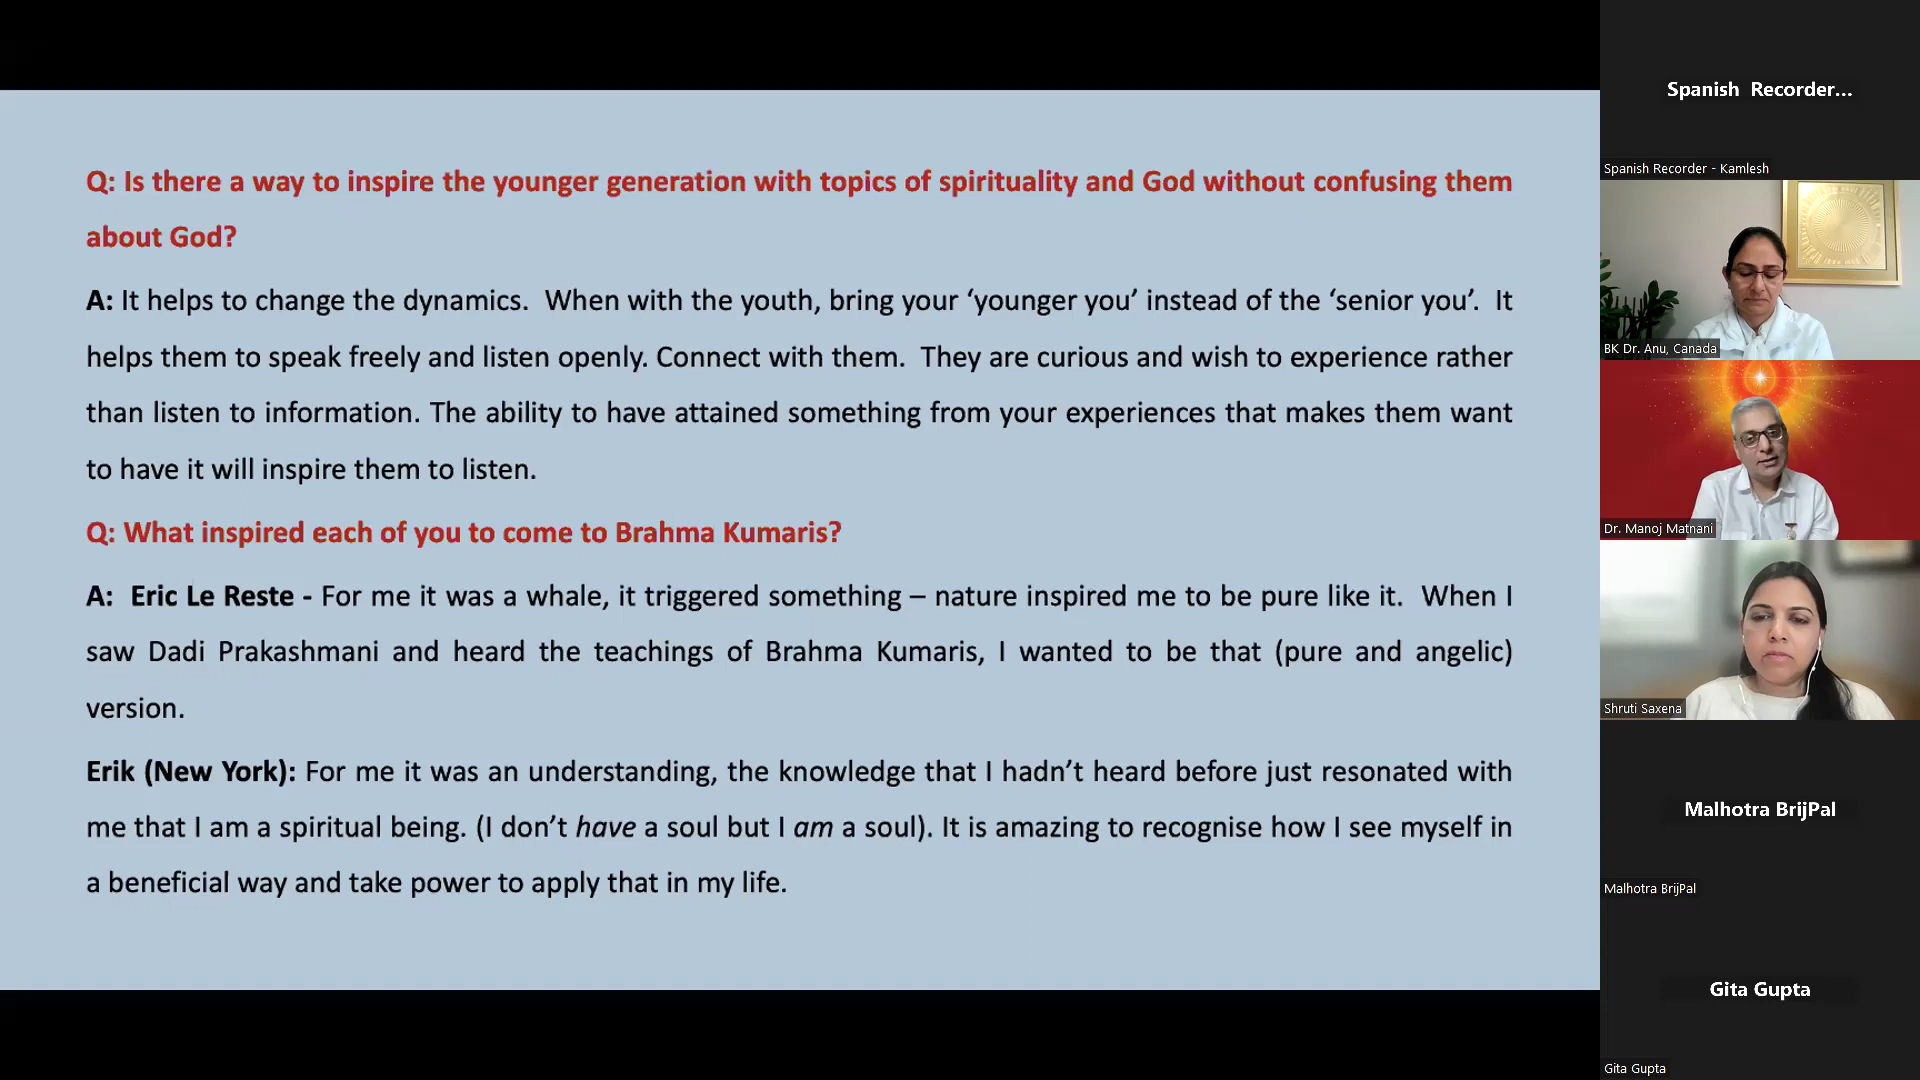 Q: Is there a way to inspire the younger generation with topics of spirituality and God without confusing them
about God?
A: It helps to change the dynamics.  When with the youth, bring your ‘younger you’ instead of the ‘senior you’.  It
helps them to speak freely and listen openly. Connect with them.  They are curious and wish to experience rather
than listen to information. The ability to have attained something from your experiences that makes them want
to have it will inspire them to listen.
Q: What inspired each of you to come to Brahma Kumaris?
A:  Eric Le Reste - For me it was a whale, it triggered something – nature inspired me to be pure like it.  When I
saw Dadi Prakashmani and heard the teachings of Brahma Kumaris, I wanted to be that (pure and angelic)
version.
Erik (New York): For me it was an understanding, the knowledge that I hadn’t heard before just resonated with
me that I am a spiritual being. (I don’t have a soul but I am a soul). It is amazing to recognise how I see myself in
a beneficial way and take power to apply that in my life.
Spanish Recorder...
Spanish Recorder - Kamlesh
BK Dr. Anu, Canada
Dr. Manoj Matnani
Shruti Saxena
Malhotra BrijPal
Malhotra BrijPal
Gita Gupta
Gita Gupta